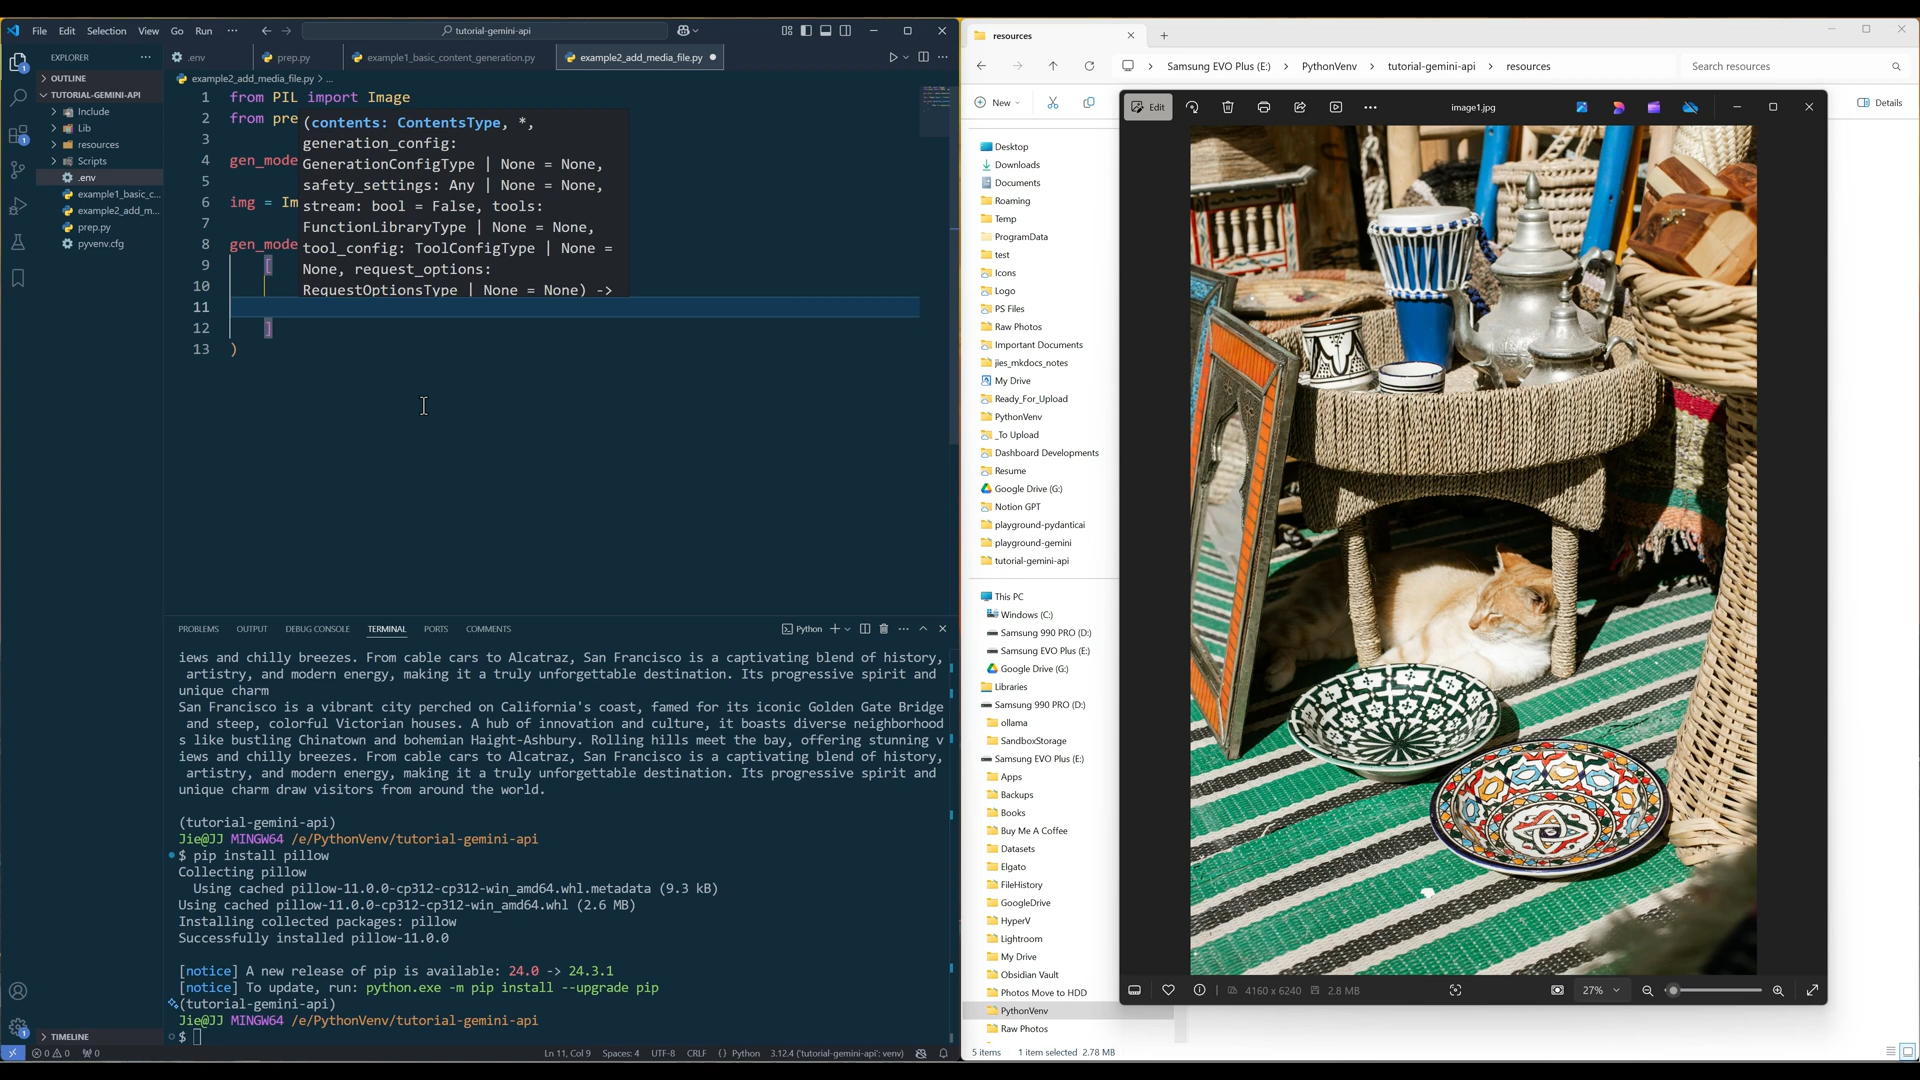 File Edit Selection View Go Run ··· tutorial-gemini-api
EXPLORER ···
OUTLINE
TUTORIAL-GEMINI-API
Include
Lib
resources
Scripts
.env
example1_basic_c...
example2_add_m...
prep.py
pyvenv.cfg
TIMELINE
.env prep.py example1_basic_content_generation.py example2_add_media_file.py
example2_add_media_file.py > ...
1 from PIL import Image
2 from pre
3
4 gen_mode
5
6 img = Im
7
8 gen_mode
9 [
10
11
12 ]
13 )
(contents: ContentsType, *,
generation_config:
GenerationConfigType | None = None,
safety_settings: Any | None = None,
stream: bool = False, tools:
FunctionLibraryType | None = None,
tool_config: ToolConfigType | None =
None, request_options:
RequestOptionsType | None = None) ->
PROBLEMS OUTPUT DEBUG CONSOLE TERMINAL PORTS COMMENTS Python
iews and chilly breezes. From cable cars to Alcatraz, San Francisco is a captivating blend of history,
artistry, and modern energy, making it a truly unforgettable destination. Its progressive spirit and
unique charm
San Francisco is a vibrant city perched on California's coast, famed for its iconic Golden Gate Bridge
and steep, colorful Victorian houses. A hub of innovation and culture, it boasts diverse neighborhood
s like bustling Chinatown and bohemian Haight-Ashbury. Rolling hills meet the bay, offering stunning v
iews and chilly breezes. From cable cars to Alcatraz, San Francisco is a captivating blend of history,
artistry, and modern energy, making it a truly unforgettable destination. Its progressive spirit and
unique charm draw visitors from around the world.
(tutorial-gemini-api)
Jie@JJ MINGW64 /e/PythonVenv/tutorial-gemini-api
$ pip install pillow
Collecting pillow
Using cached pillow-11.0.0-cp312-cp312-win_amd64.whl.metadata (9.3 kB)
Using cached pillow-11.0.0-cp312-cp312-win_amd64.whl (2.6 MB)
Installing collected packages: pillow
Successfully installed pillow-11.0.0
[notice] A new release of pip is available: 24.0 -> 24.3.1
[notice] To update, run: python.exe -m pip install --upgrade pip
(tutorial-gemini-api)
Jie@JJ MINGW64 /e/PythonVenv/tutorial-gemini-api
$
0 0 0 Ln 11, Col 9 Spaces: 4 UTF-8 CRLF {} Python 3.12.4 ('tutorial-gemini-api': venv)
resources
Samsung EVO Plus (E:) > PythonVenv > tutorial-gemini-api > resources Search resources
New Details
Desktop
Downloads
Documents
Roaming
Temp
ProgramData
test
Icons
Logo
PS Files
Raw Photos
Important Documents
jies_mkdocs_notes
My Drive
Ready_For_Upload
PythonVenv
_To Upload
Dashboard Developments
Resume
Google Drive (G:)
Notion GPT
playground-pydanticai
playground-gemini
tutorial-gemini-api
This PC
Windows (C:)
Samsung 990 PRO (D:)
Samsung EVO Plus (E:)
Google Drive (G:)
Libraries
Samsung 990 PRO (D:)
ollama
SandboxStorage
Samsung EVO Plus (E:)
Apps
Backups
Books
Buy Me A Coffee
Datasets
Elgato
FileHistory
GoogleDrive
HyperV
Lightroom
My Drive
Obsidian Vault
Photos Move to HDD
PythonVenv
Raw Photos
5 items 1 item selected 2.78 MB
Edit image1.jpg
4160 x 6240 2.8 MB 27%